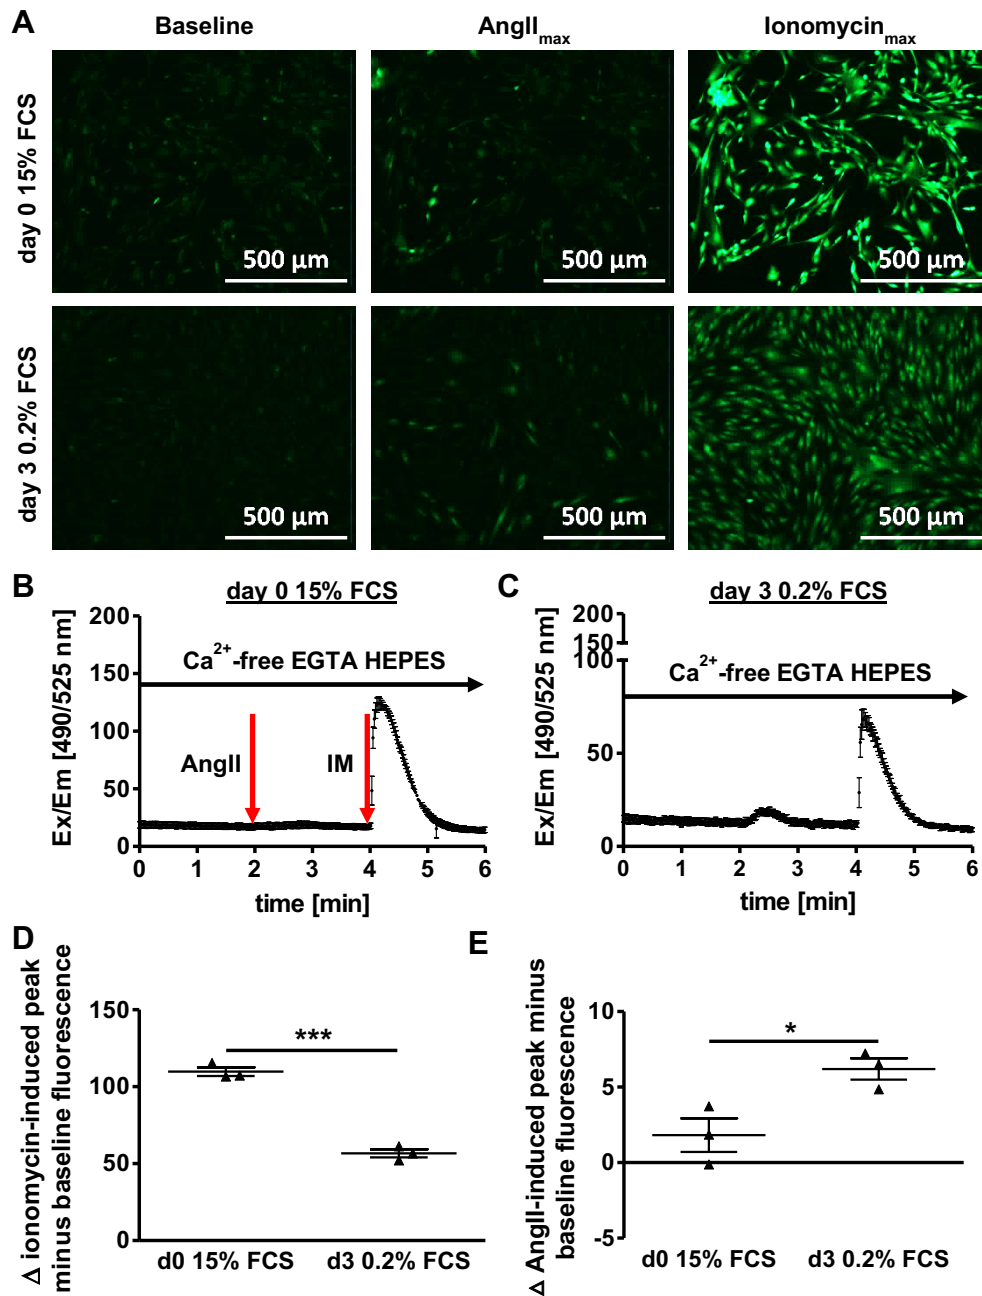 A
Baseline
AngII max
Ionomycin max
day 0 15% FCS
500 µm
500 µm
500 µm
day 3 0.2% FCS
500 µm
500 µm
500 µm
B
day 0 15% FCS
200
150
100
50
0
Ex/Em [490/525 nm]
Ca2+-free EGTA HEPES
AngII
IM
0 1 2 3 4 5 6
time [min]
C
day 3 0.2% FCS
200
150
100
50
0
Ex/Em [490/525 nm]
Ca2+-free EGTA HEPES
0 1 2 3 4 5 6
time [min]
D
Δ ionomycin-induced peak
minus baseline fluorescence
150
100
50
0
***
d0 15% FCS d3 0.2% FCS
E
Δ AngII-induced peak minus
baseline fluorescence
10
5
0
-5
*
d0 15% FCS d3 0.2% FCS